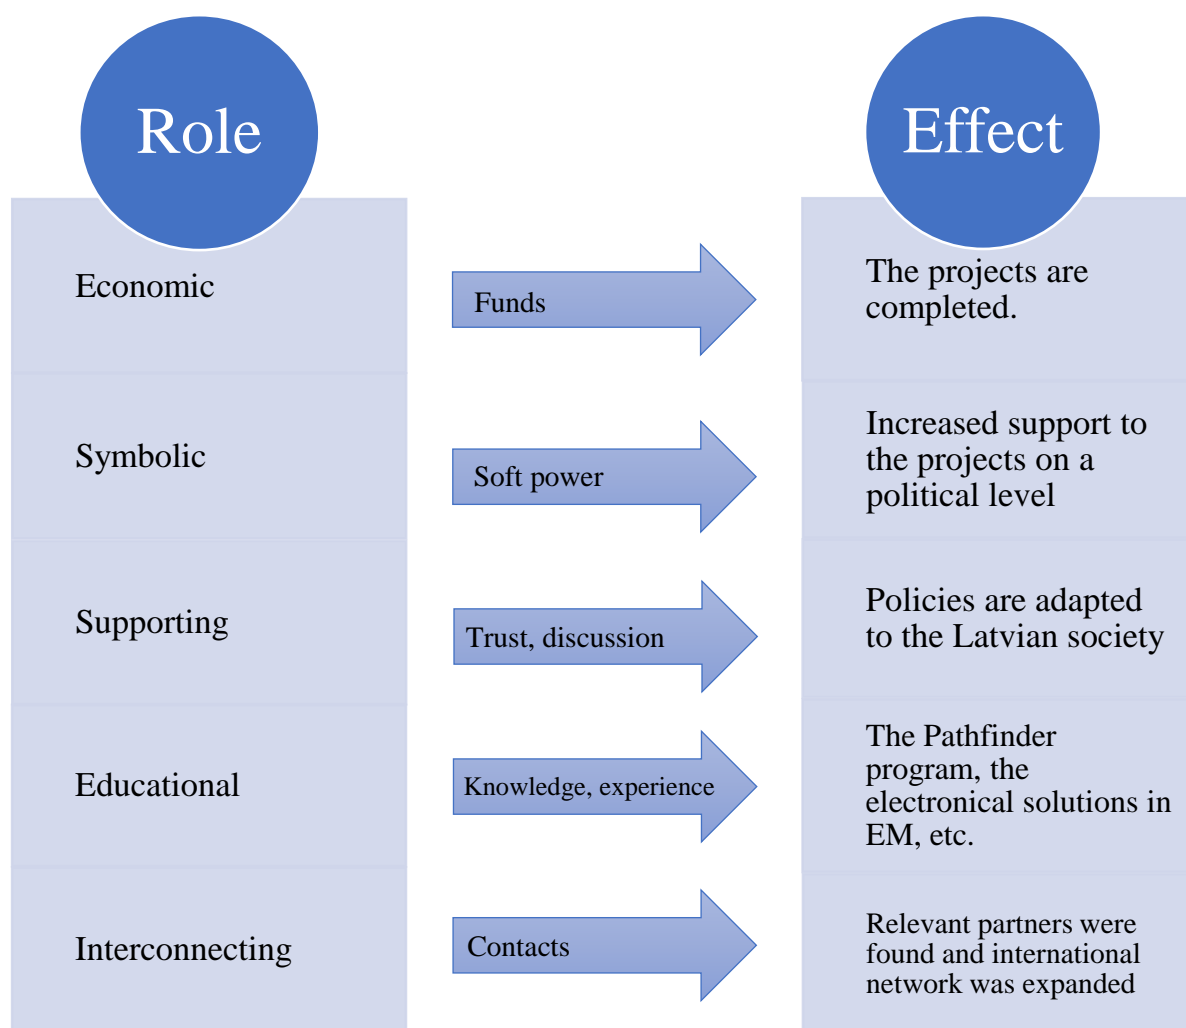 Role
Effect
Economic
Funds
The projects are
completed.
Symbolic
Soft power
Increased support to
the projects on a
political level
Supporting
Trust, discussion
Policies are adapted
to the Latvian society
Educational
Knowledge, experience
The Pathfinder
program, the
electronical solutions in
EM, etc.
Interconnecting
Contacts
Relevant partners were
found and international
network was expanded